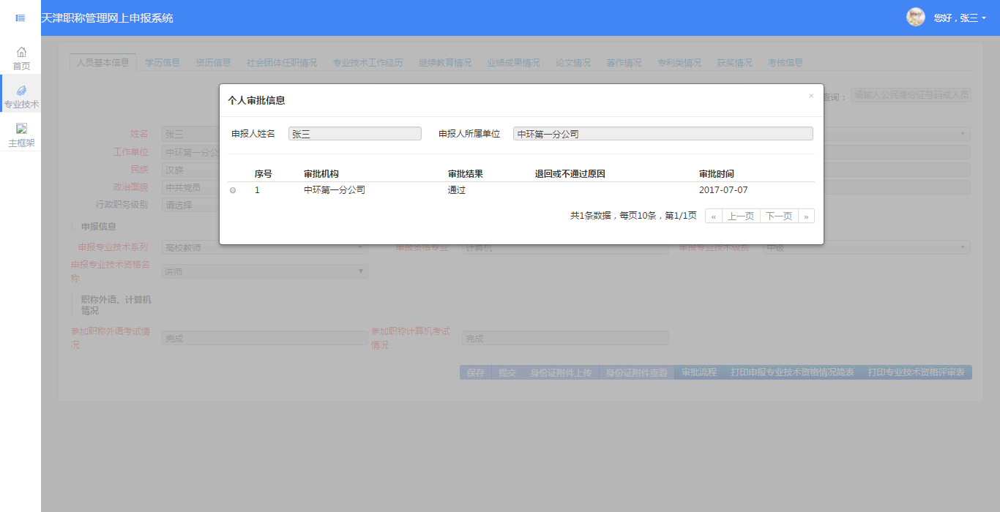 天津职称管理网上申报系统
您好，张三
首页
专业技术
主框架
人员基本信息 学历信息 资历信息 社会团体任职情况 专业技术工作经历 继续教育情况 业绩成果情况 论文情况 著作情况 专利类情况 获奖情况 考核信息
查询： 请输入公民身份证号码或人员
个人审批信息 ×
申报人姓名 张三 申报人所属单位 中环第一分公司
序号 审批机构 审批结果 退回或不通过原因 审批时间
1 中环第一分公司 通过 2017-07-07
共1条数据，每页10条，第1/1页 « 上一页 下一页 »
姓名 张三
工作单位 中环第一分公
民族 汉族
政治面貌 中共党员
行政职务级别 请选择
申报信息
申报专业技术系列 高校教师 申报资格专业 计算机 申报专业技术级别 中级
申报专业技术资格名
称 讲师
职称外语、计算机
情况
参加职称外语考试情
况 完成
参加职称计算机考试
情况 完成
保存 提交 身份证附件上传 身份证附件查看 审批流程 打印申报专业技术资格情况简表 打印专业技术资格评审表